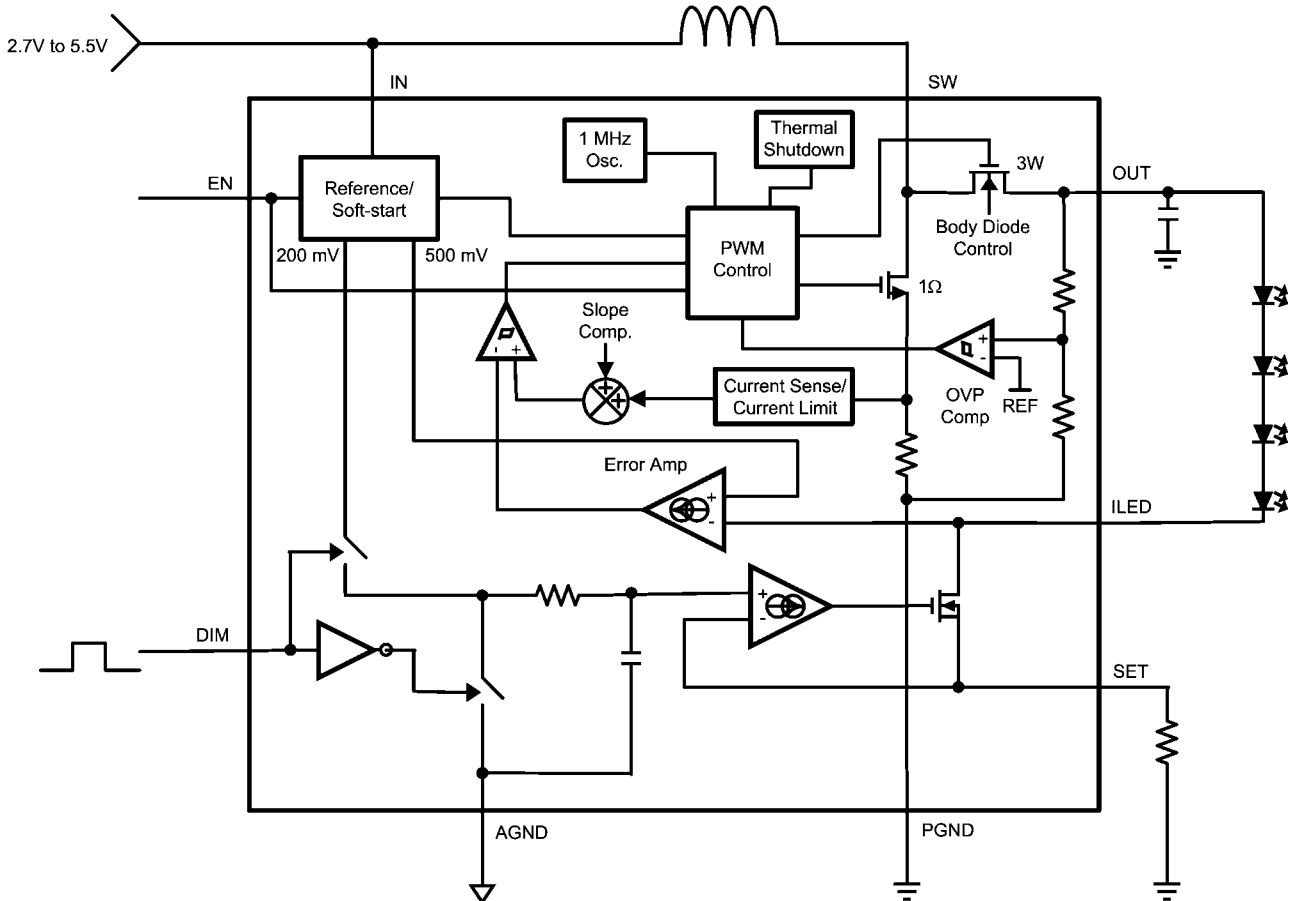 2.7V to 5.5V
IN
SW
1 MHz
Osc.
Thermal
Shutdown
3W
OUT
EN
Reference/
Soft-start
Body Diode
Control
200 mV
500 mV
PWM
Control
1Ω
Slope
Comp.
- +
+
-
+
+
Current Sense/
Current Limit
OVP
Comp
REF
Error Amp
+
-
ILED
+
-
DIM
SET
AGND
PGND